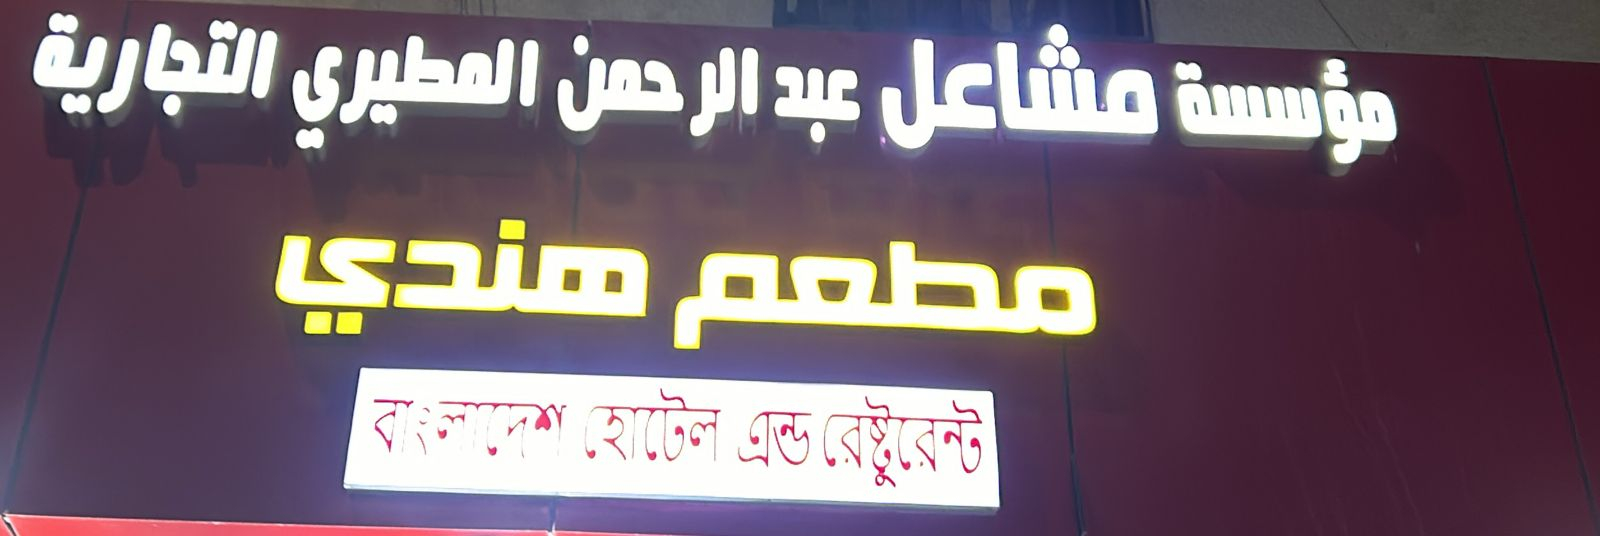 مؤسسة مشاعل عبد الرحمن المطيري التجارية
مطعم هندي
বাংলাদেশ হোটেল এন্ড রেষ্টুরেন্ট